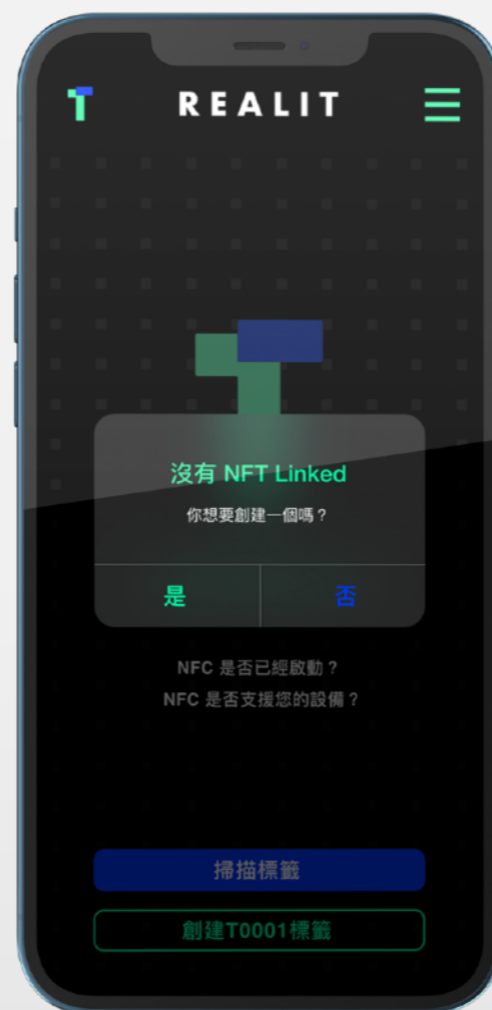 REALIT
沒有 NFT Linked
你想要創建一個嗎？
是
否
NFC 是否已經啟動？
NFC 是否支援您的設備？
掃描標籤
創建T0001標籤